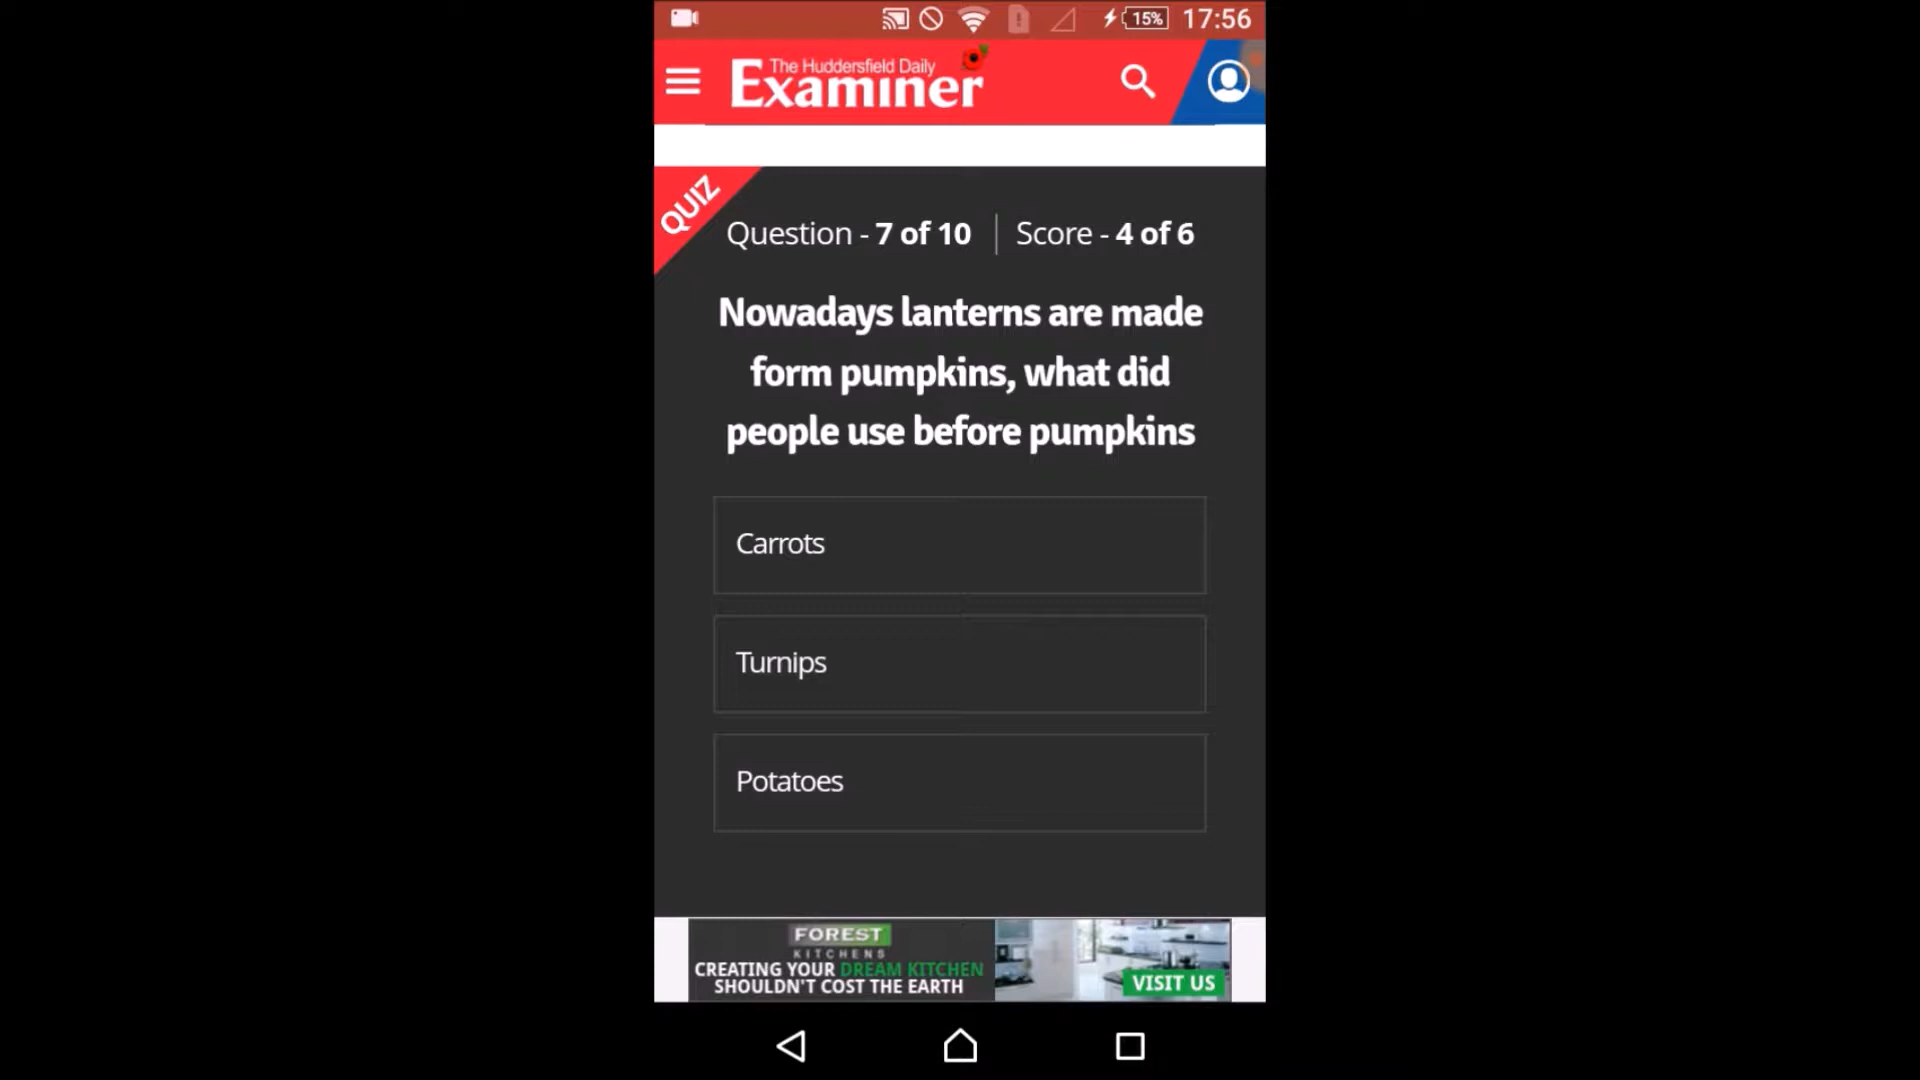 15% 17:56
The Huddersfield Daily
Examiner
QUIZ
Question - 7 of 10 | Score - 4 of 6
Nowadays lanterns are made
form pumpkins, what did
people use before pumpkins
Carrots
Turnips
Potatoes
FOREST
KITCHENS
CREATING YOUR DREAM KITCHEN
SHOULDN'T COST THE EARTH
VISIT US